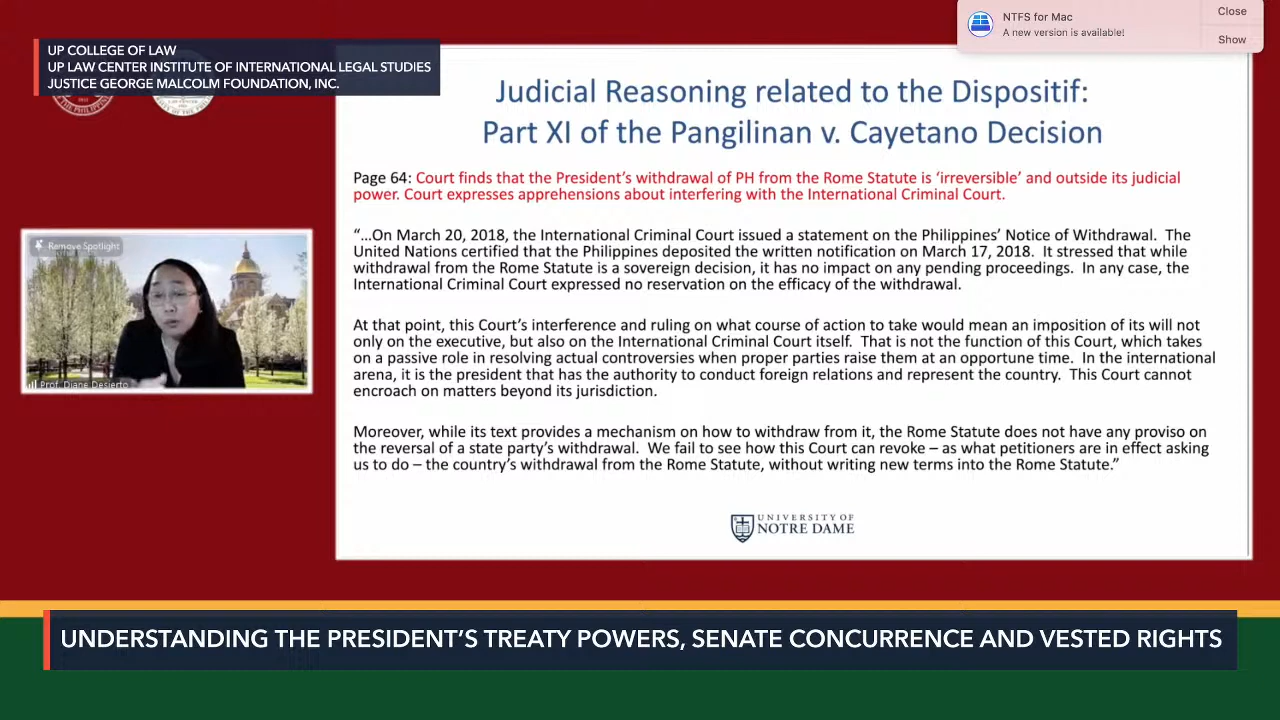 UP COLLEGE OF LAW
UP LAW CENTER INSTITUTE OF INTERNATIONAL LEGAL STUDIES
JUSTICE GEORGE MALCOLM FOUNDATION, INC.
NTFS for Mac
A new version is available!
Close
Show
Judicial Reasoning related to the Dispositif:
Part XI of the Pangilinan v. Cayetano Decision
Page 64: Court finds that the President’s withdrawal of PH from the Rome Statute is ‘irreversible’ and outside its judicial
power. Court expresses apprehensions about interfering with the International Criminal Court.
“…On March 20, 2018, the International Criminal Court issued a statement on the Philippines’ Notice of Withdrawal. The
United Nations certified that the Philippines deposited the written notification on March 17, 2018. It stressed that while
withdrawal from the Rome Statute is a sovereign decision, it has no impact on any pending proceedings. In any case, the
International Criminal Court expressed no reservation on the efficacy of the withdrawal.
At that point, this Court’s interference and ruling on what course of action to take would mean an imposition of its will not
only on the executive, but also on the International Criminal Court itself. That is not the function of this Court, which takes
on a passive role in resolving actual controversies when proper parties raise them at an opportune time. In the international
arena, it is the president that has the authority to conduct foreign relations and represent the country. This Court cannot
encroach on matters beyond its jurisdiction.
Moreover, while its text provides a mechanism on how to withdraw from it, the Rome Statute does not have any proviso on
the reversal of a state party’s withdrawal. We fail to see how this Court can revoke – as what petitioners are in effect asking
us to do – the country’s withdrawal from the Rome Statute, without writing new terms into the Rome Statute.”
UNIVERSITY OF
NOTRE DAME
Remove Spotlight
Prof. Diane Desierto
UNDERSTANDING THE PRESIDENT’S TREATY POWERS, SENATE CONCURRENCE AND VESTED RIGHTS